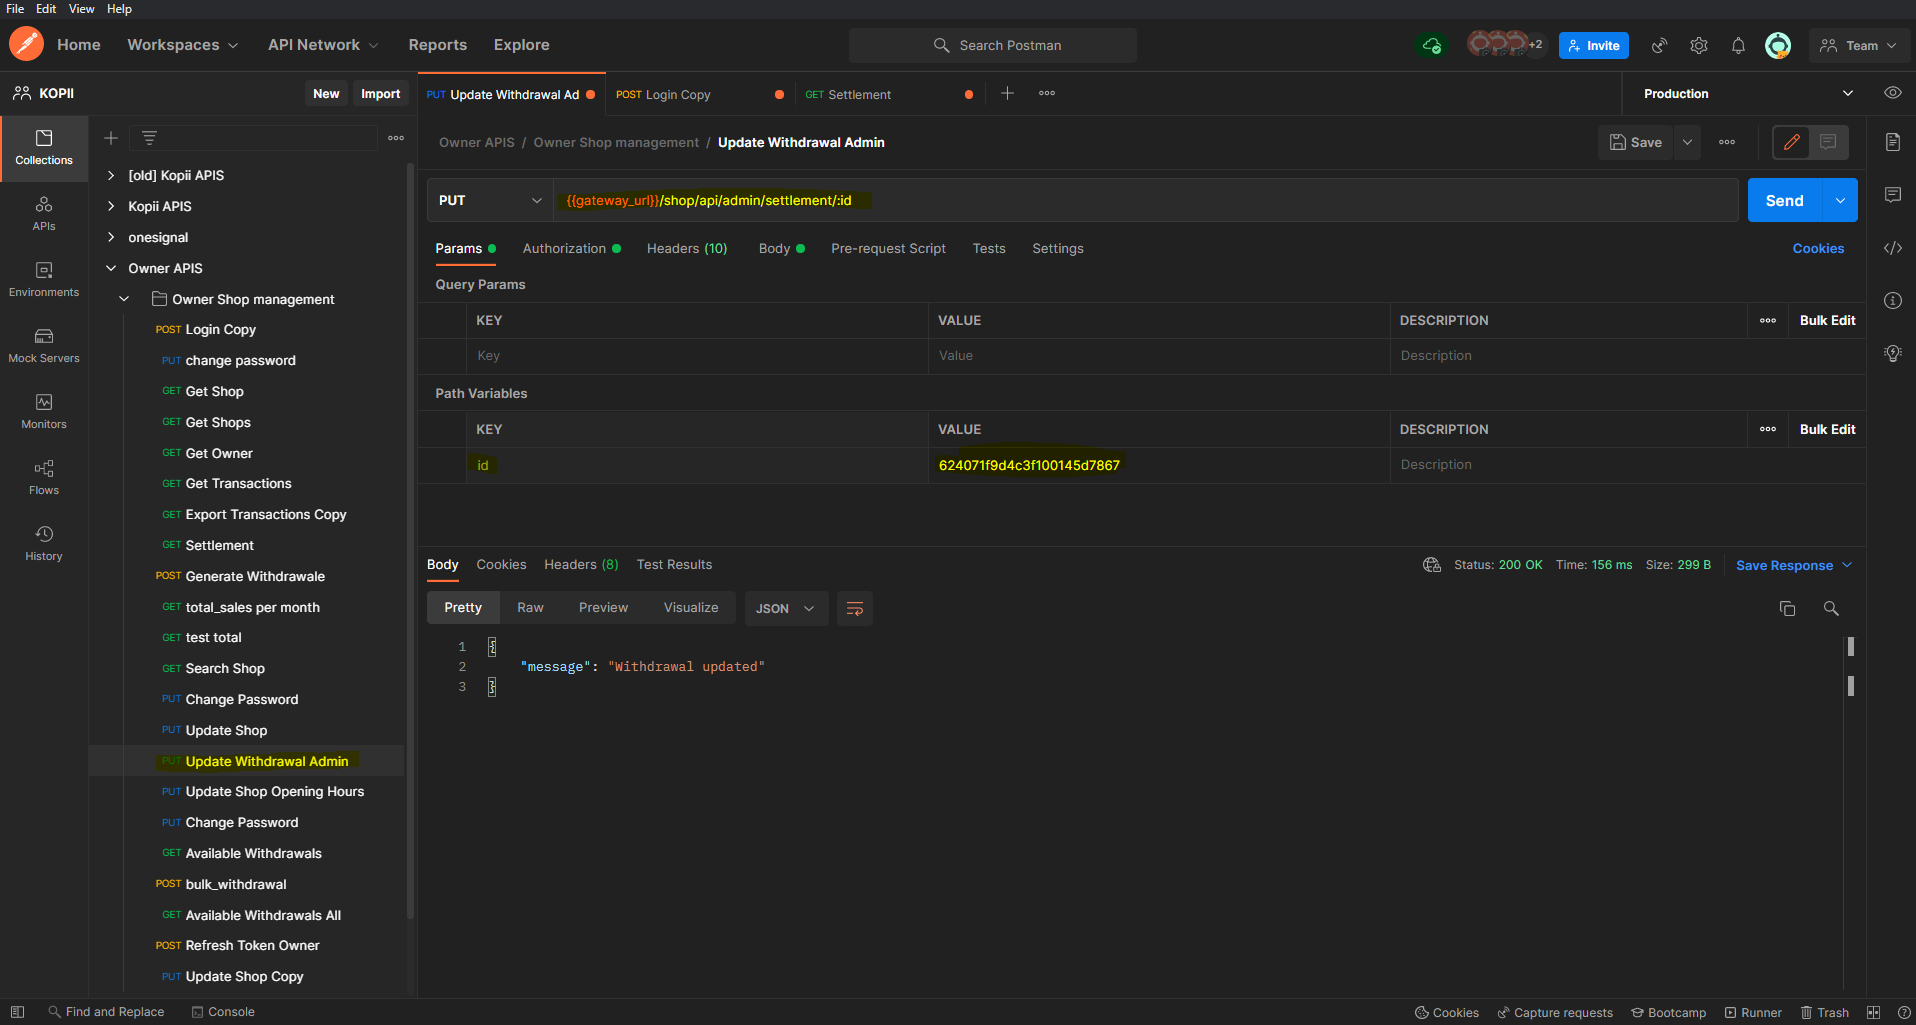 File Edit View Help
Home Workspaces API Network Reports Explore
Search Postman
+2
Invite
Team
KOPII
New Import
PUT Update Withdrawal Ad
POST Login Copy
GET Settlement
Production
Collections
APIs
Environments
Mock Servers
Monitors
Flows
History
[old] Kopii APIS
Kopii APIS
onesignal
Owner APIS
Owner Shop management
POST Login Copy
PUT change password
GET Get Shop
GET Get Shops
GET Get Owner
GET Get Transactions
GET Export Transactions Copy
GET Settlement
POST Generate Withdrawale
GET total_sales per month
GET test total
GET Search Shop
PUT Change Password
PUT Update Shop
PUT Update Withdrawal Admin
PUT Update Shop Opening Hours
PUT Change Password
GET Available Withdrawals
POST bulk_withdrawal
GET Available Withdrawals All
POST Refresh Token Owner
PUT Update Shop Copy
Owner APIS / Owner Shop management / Update Withdrawal Admin
Save
PUT
{{gateway_url}}/shop/api/admin/settlement/:id
Send
Params Authorization Headers (10) Body Pre-request Script Tests Settings
Cookies
Query Params
KEY VALUE DESCRIPTION Bulk Edit
Key Value Description
Path Variables
KEY VALUE DESCRIPTION Bulk Edit
id 624071f9d4c3f100145d7867 Description
Body Cookies Headers (8) Test Results
Status: 200 OK Time: 156 ms Size: 299 B Save Response
Pretty Raw Preview Visualize JSON
1 {
2 "message": "Withdrawal updated"
3 }
Find and Replace Console
Cookies Capture requests Bootcamp Runner Trash